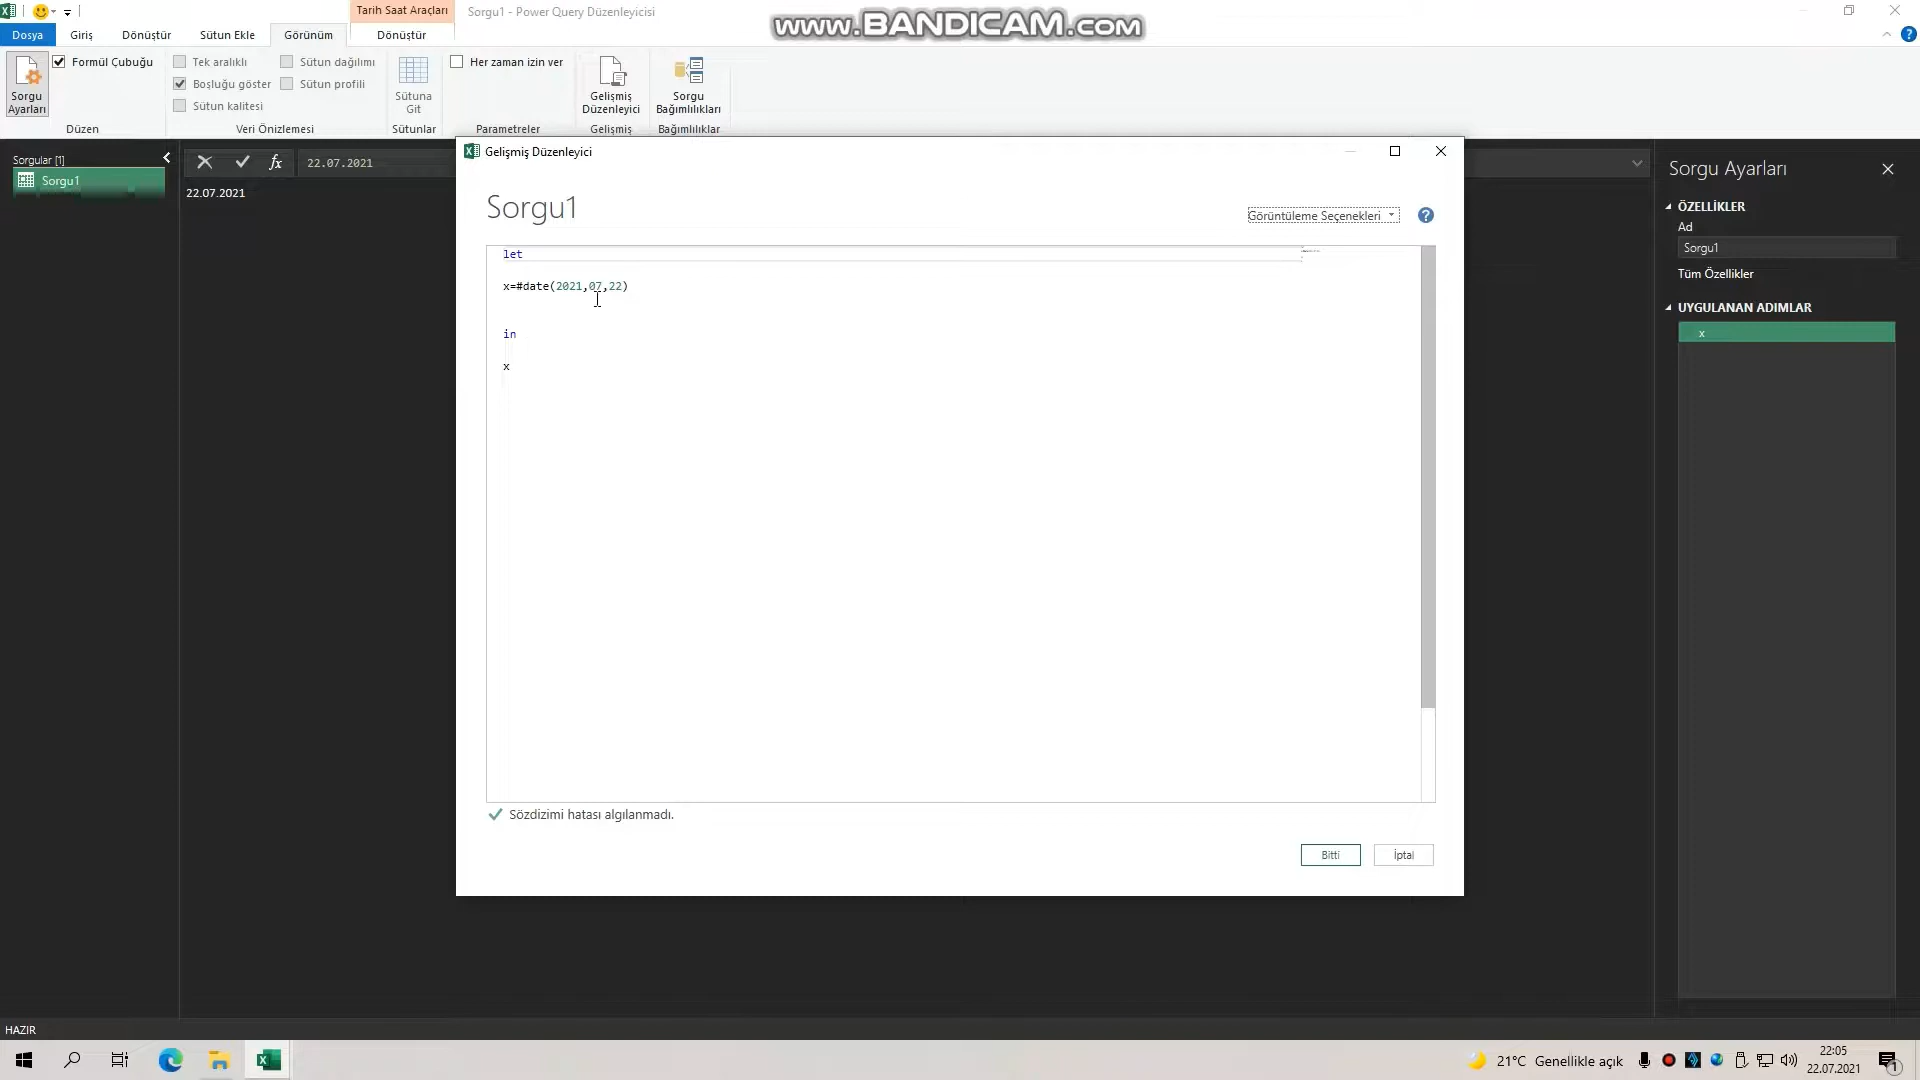 Tarih Saat Araçları
Sorgu1 - Power Query Düzenleyicisi
www.BANDICAM.com
Dosya
Giriş
Dönüştür
Sütun Ekle
Görünüm
Dönüştür
Sorgu
Ayarları
Formül Çubuğu
Düzen
Tek aralıklı
Boşluğu göster
Sütun kalitesi
Sütun dağılımı
Sütun profili
Veri Önizlemesi
Sütuna
Git
Sütunlar
Her zaman izin ver
Parametreler
Gelişmiş
Düzenleyici
Gelişmiş
Sorgu
Bağımlılıkları
Bağımlılıklar
Sorgular [1]
Sorgu1
fx
22.07.2021
22.07.2021
Gelişmiş Düzenleyici
Sorgu1
Görüntüleme Seçenekleri
?
let
x=#date(2021,07,22)
in
x
Sözdizimi hatası algılanmadı.
Bitti
İptal
Sorgu Ayarları
ÖZELLİKLER
Ad
Sorgu1
Tüm Özellikler
UYGULANAN ADIMLAR
x
HAZIR
21°C Genellikle açık
22:05
22.07.2021
1